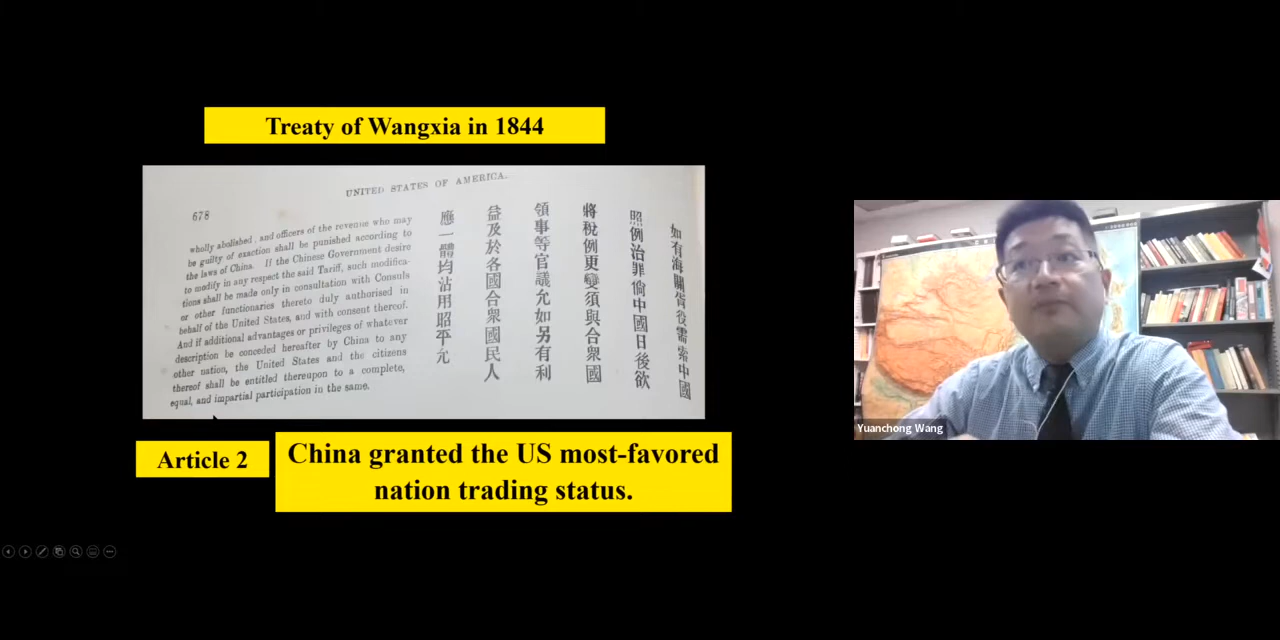 Treaty of Wangxia in 1844
UNITED STATES OF AMERICA.
678
wholly abolished, and officers of the revenue who may
be guilty of exaction shall be punished according to
the laws of China. If the Chinese Government desire
to modify in any respect the said Tariff, such modifica-
tions shall be made only in consultation with Consuls
or other functionaries thereto duly authorised in
behalf of the United States, and with consent thereof.
And if additional advantages or privileges of whatever
description be conceded hereafter by China to any
other nation, the United States and the citizens
thereof shall be entitled thereupon to a complete,
equal, and impartial participation in the same.
如有海關胥役需索中國
照例治罪倘中國日後欲
將稅例更變須與合衆國
領事等官議允如另有利
益及於各國合衆國民人
應一體均沾用昭平允
Article 2
China granted the US most-favored
nation trading status.
Yuanchong Wang